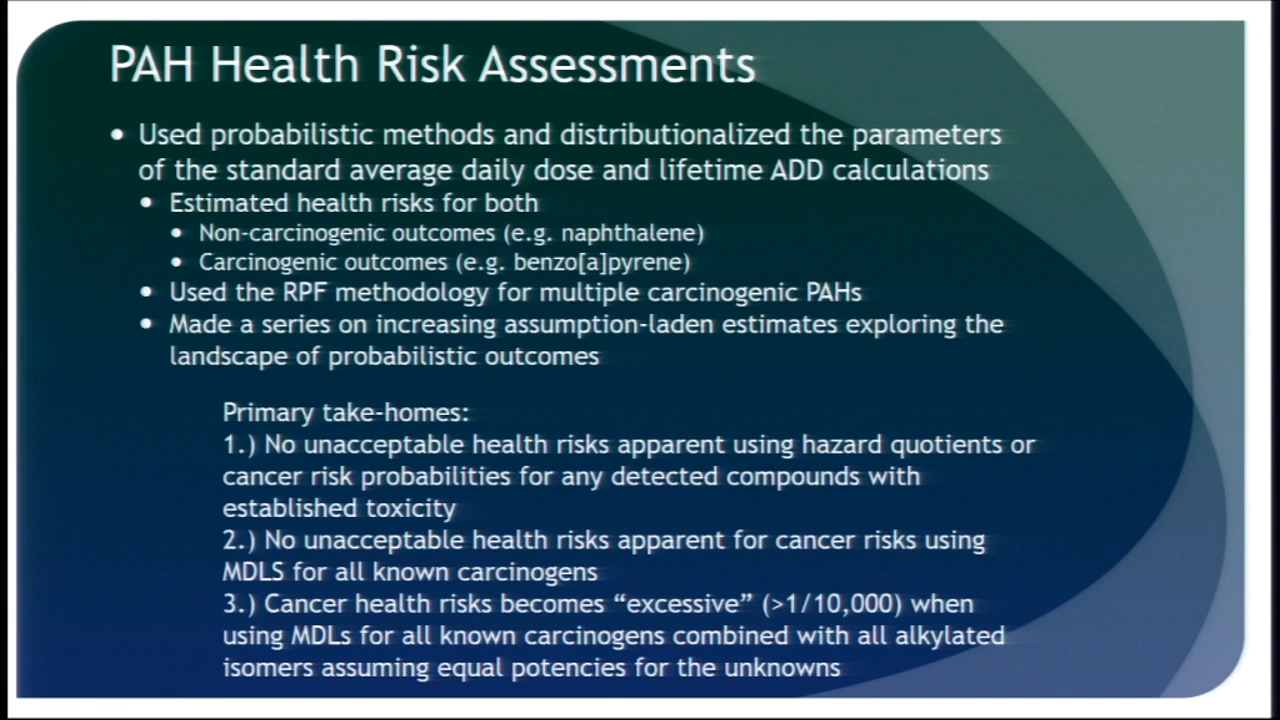 PAH Health Risk Assessments
• Used probabilistic methods and distributionalized the parameters
of the standard average daily dose and lifetime ADD calculations
• Estimated health risks for both
• Non-carcinogenic outcomes (e.g. naphthalene)
• Carcinogenic outcomes (e.g. benzo[a]pyrene)
• Used the RPF methodology for multiple carcinogenic PAHs
• Made a series on increasing assumption-laden estimates exploring the
landscape of probabilistic outcomes
Primary take-homes:
1.) No unacceptable health risks apparent using hazard quotients or
cancer risk probabilities for any detected compounds with
established toxicity
2.) No unacceptable health risks apparent for cancer risks using
MDLS for all known carcinogens
3.) Cancer health risks becomes “excessive” (>1/10,000) when
using MDLs for all known carcinogens combined with all alkylated
isomers assuming equal potencies for the unknowns